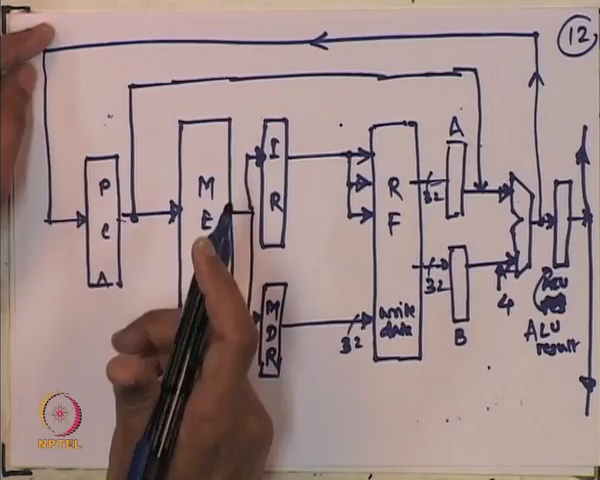 12
P
C
A
M
E
I
R
M
D
R
32
R
F
write
data
32
32
A
B
4
ALU
result
NPTEL